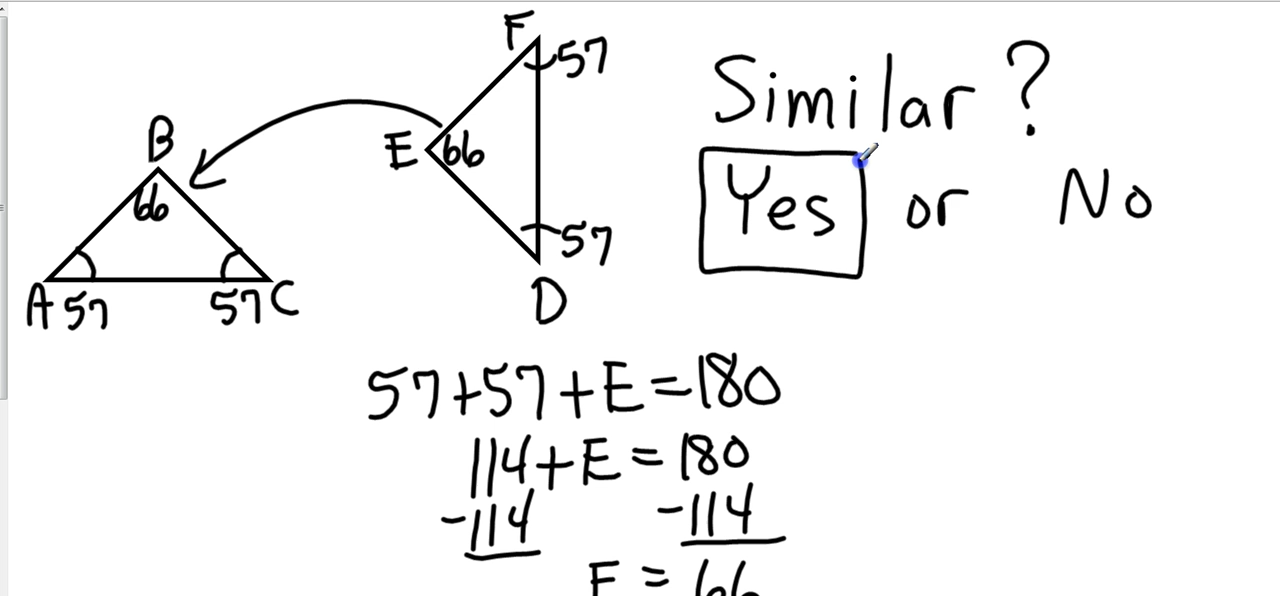 F 57
Similar ?
B
E 66
66
Yes or No
57
A 57 57 C
D
57+57+E=180
114+E=180
-114 -114
E = 66